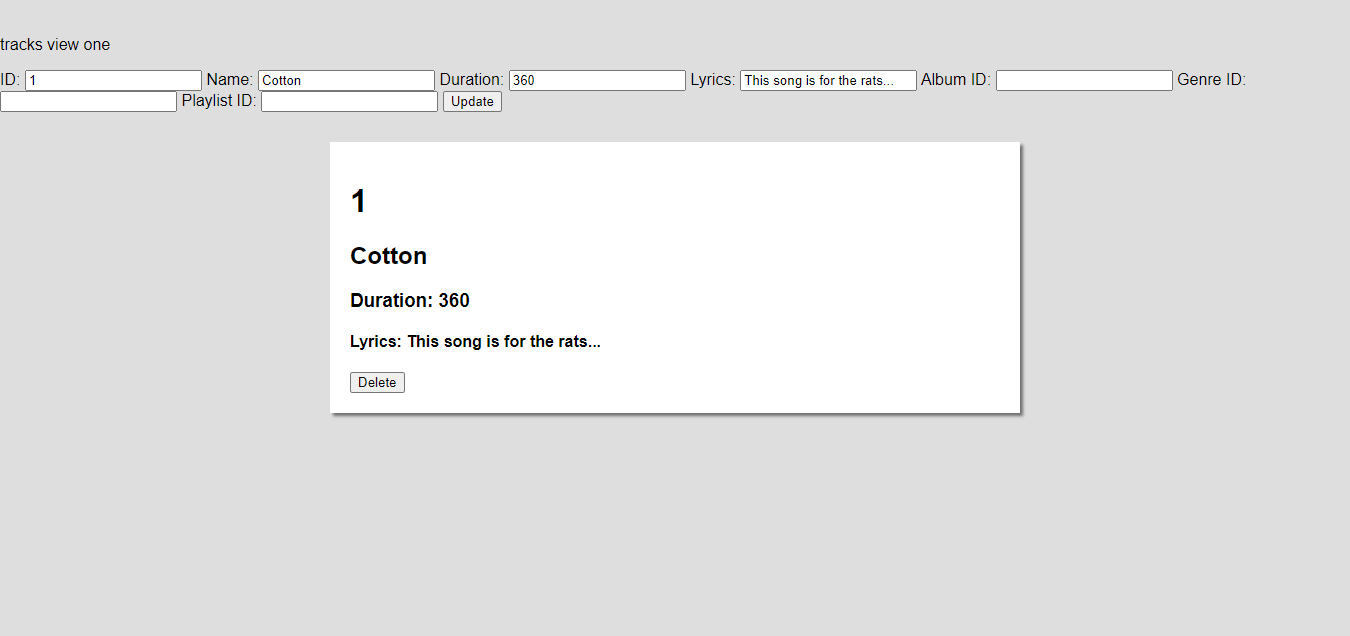 tracks view one
ID: 1 Name: Cotton Duration: 360 Lyrics: This song is for the rats... Album ID: Genre ID:
Playlist ID: Update
1
Cotton
Duration: 360
Lyrics: This song is for the rats...
Delete